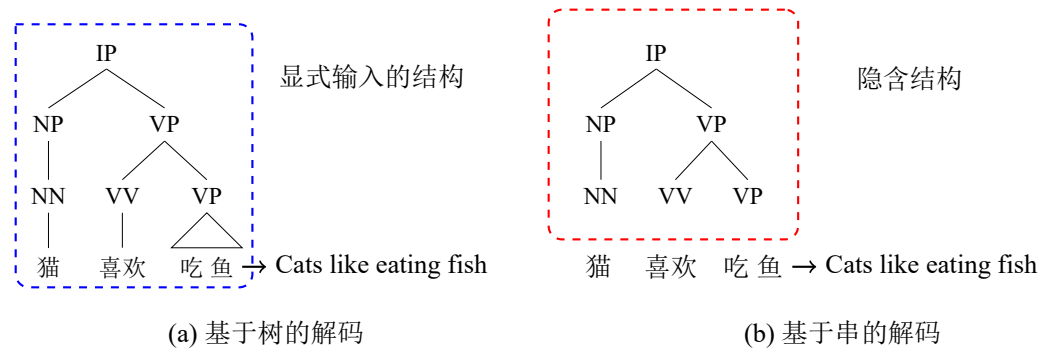 IP
显式输入的结构
NP VP
NN VV VP
猫 喜欢 吃 鱼 → Cats like eating fish
(a) 基于树的解码
IP
隐含结构
NP VP
NN VV VP
猫 喜欢 吃 鱼 → Cats like eating fish
(b) 基于串的解码